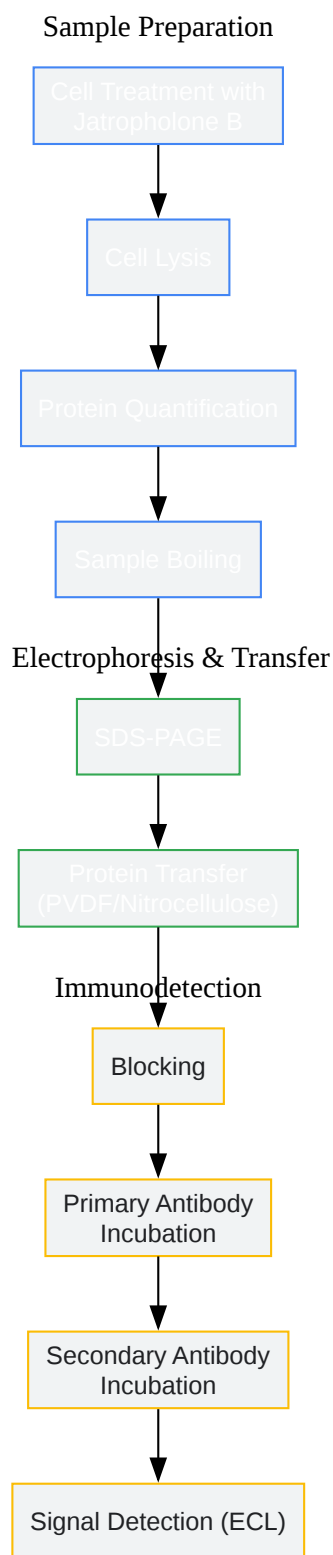 Sample Preparation
Cell Treatment with
Jatropholone B
Cell Lysis
Protein Quantification
Sample Boiling
Electrophoresis & Transfer
SDS-PAGE
Protein Transfer
(PVDF/Nitrocellulose)
Immunodetection
Blocking
Primary Antibody
Incubation
Secondary Antibody
Incubation
Signal Detection (ECL)